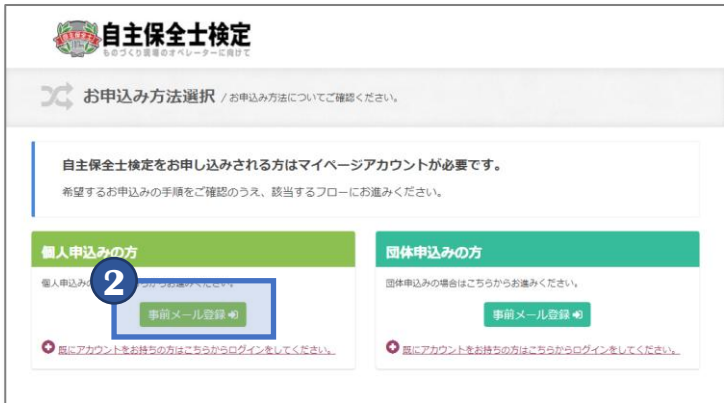 自主保全士検定
ものづくり現場のオペレーターに向けて
お申込み方法選択 / お申込み方法についてご確認ください。
自主保全士検定をお申し込みされる方はマイページアカウントが必要です。
希望するお申込みの手順をご確認のうえ、該当するフローにお進みください。
個人申込みの方
個人申込みの
2
事前メール登録
既にアカウントをお持ちの方はこちらからログインをしてください。
団体申込みの方
団体申込みの場合はこちらからお進みください。
事前メール登録
既にアカウントをお持ちの方はこちらからログインをしてください。